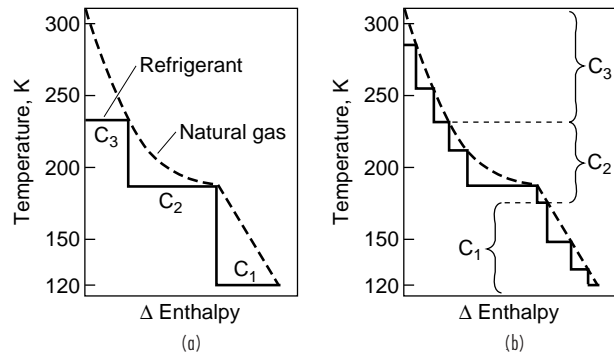 300
250
200
150
120
Temperature, K
Refrigerant
Natural gas
C3
C2
C1
Δ Enthalpy
(a)
300
250
200
150
120
Temperature, K
C3
C2
C1
Δ Enthalpy
(b)